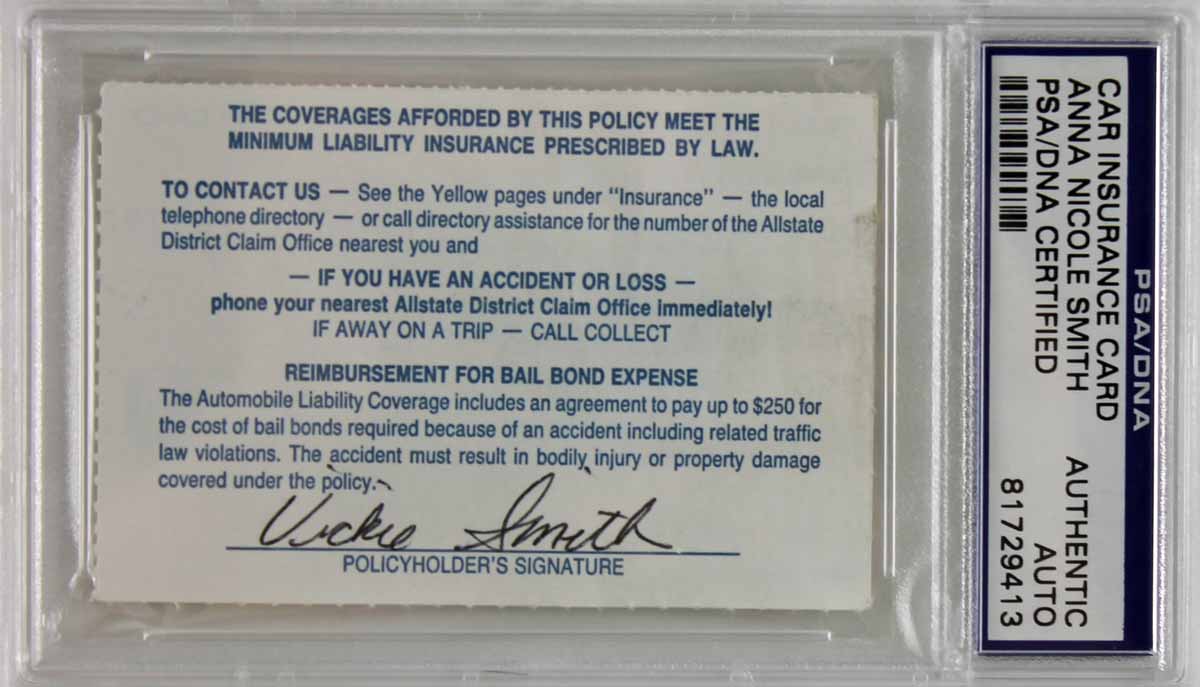 THE COVERAGES AFFORDED BY THIS POLICY MEET THE
MINIMUM LIABILITY INSURANCE PRESCRIBED BY LAW.
TO CONTACT US — See the Yellow pages under "Insurance" — the local
telephone directory — or call directory assistance for the number of the Allstate
District Claim Office nearest you and
— IF YOU HAVE AN ACCIDENT OR LOSS —
phone your nearest Allstate District Claim Office immediately!
IF AWAY ON A TRIP — CALL COLLECT
REIMBURSEMENT FOR BAIL BOND EXPENSE
The Automobile Liability Coverage includes an agreement to pay up to $250 for
the cost of bail bonds required because of an accident including related traffic
law violations. The accident must result in bodily injury or property damage
covered under the policy.
Vickie Smith
POLICYHOLDER'S SIGNATURE
PSA/DNA
CAR INSURANCE CARD
ANNA NICOLE SMITH AUTHENTIC
PSA/DNA CERTIFIED AUTO
81729413